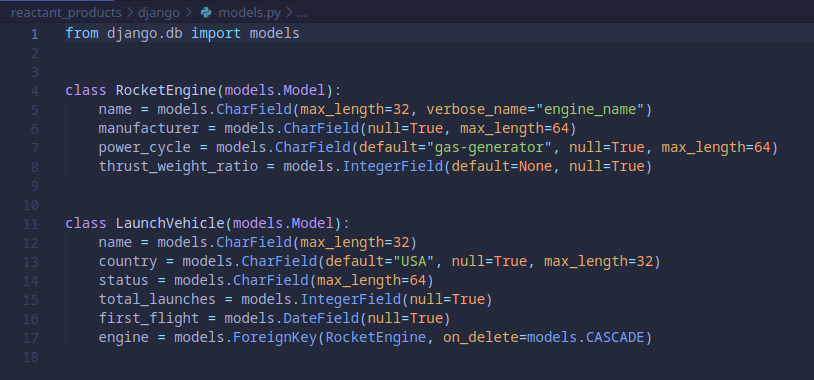 reactant_products > django > models.py > ...
1 from django.db import models
2
3
4 class RocketEngine(models.Model):
5     name = models.CharField(max_length=32, verbose_name="engine_name")
6     manufacturer = models.CharField(null=True, max_length=64)
7     power_cycle = models.CharField(default="gas-generator", null=True, max_length=64)
8     thrust_weight_ratio = models.IntegerField(default=None, null=True)
9
10
11 class LaunchVehicle(models.Model):
12     name = models.CharField(max_length=32)
13     country = models.CharField(default="USA", null=True, max_length=32)
14     status = models.CharField(max_length=64)
15     total_launches = models.IntegerField(null=True)
16     first_flight = models.DateField(null=True)
17     engine = models.ForeignKey(RocketEngine, on_delete=models.CASCADE)
18